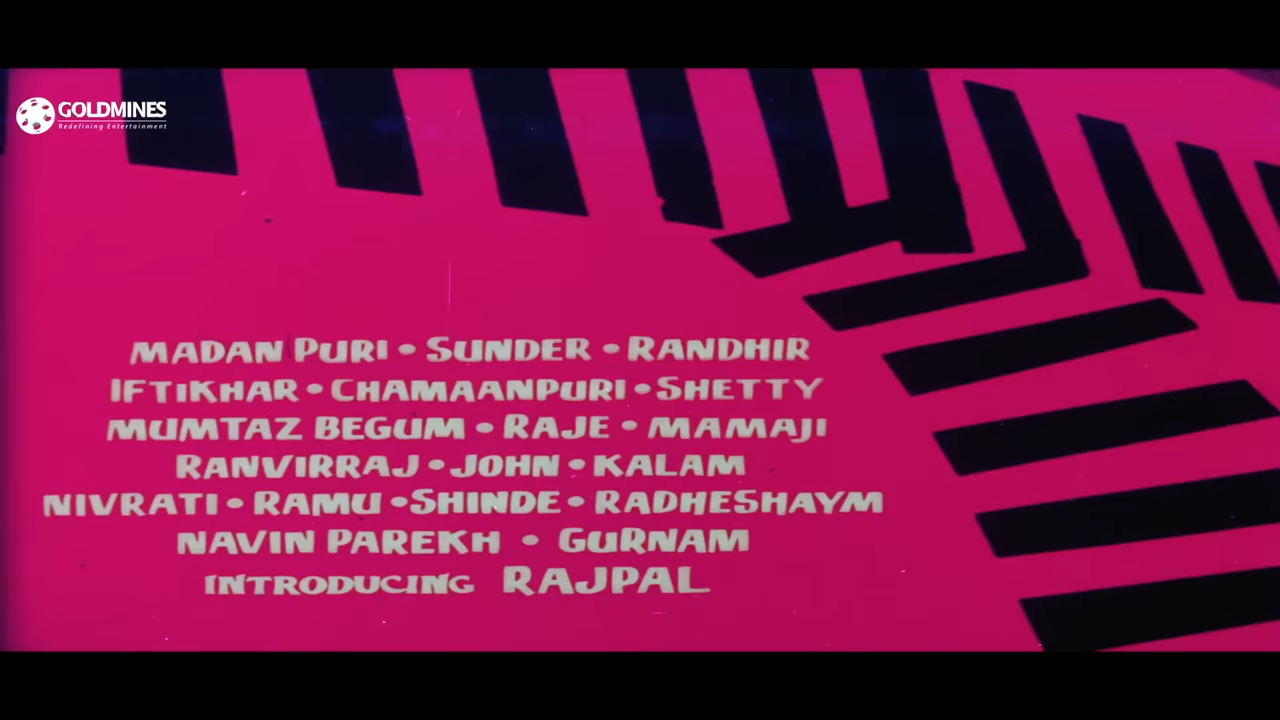 GOLDMINES
Redefining Entertainment
MADAN PURI • SUNDER • RANDHIR
IFTIKHAR • CHAMAANPURI • SHETTY
MUMTAZ BEGUM • RAJE • MAMAJI
RANVIRRAJ • JOHN • KALAM
NIVRATI • RAMU • SHINDE • RADHESHAYM
NAVIN PAREKH • GURNAM
INTRODUCING RAJPAL